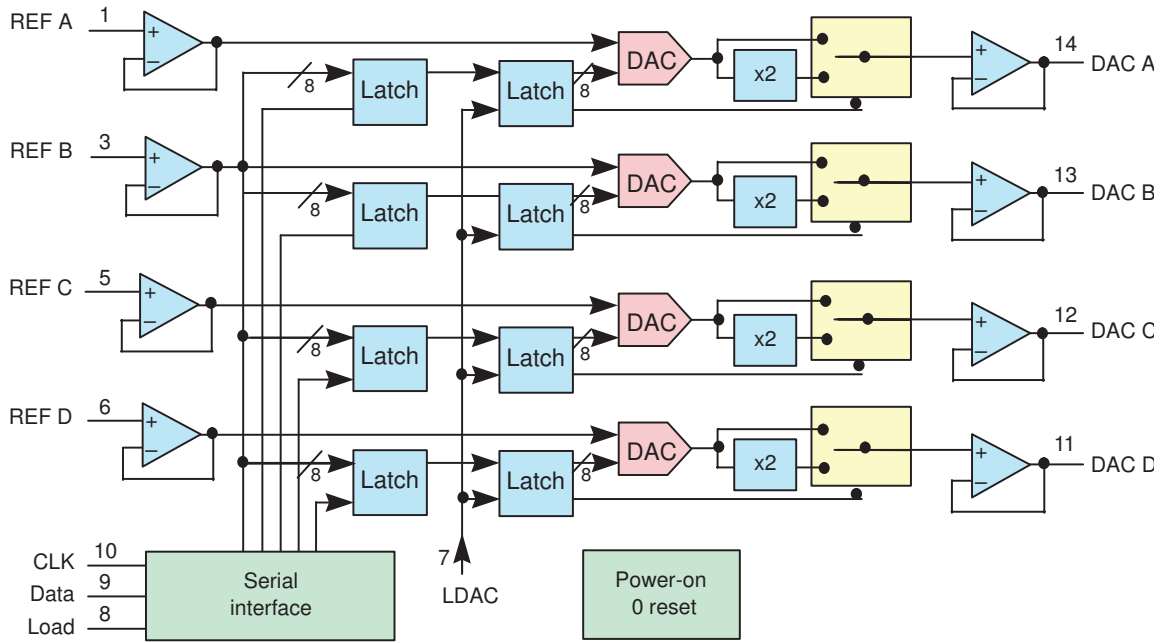 REF A 1
+
−
8
Latch
Latch
8
DAC
x2
+
−
14
DAC A
REF B 3
+
−
8
Latch
Latch
8
DAC
x2
+
−
13
DAC B
REF C 5
+
−
8
Latch
Latch
8
DAC
x2
+
−
12
DAC C
REF D 6
+
−
8
Latch
Latch
8
DAC
x2
+
−
11
DAC D
CLK 10
Data 9
Load 8
Serial
interface
7
LDAC
Power-on
0 reset